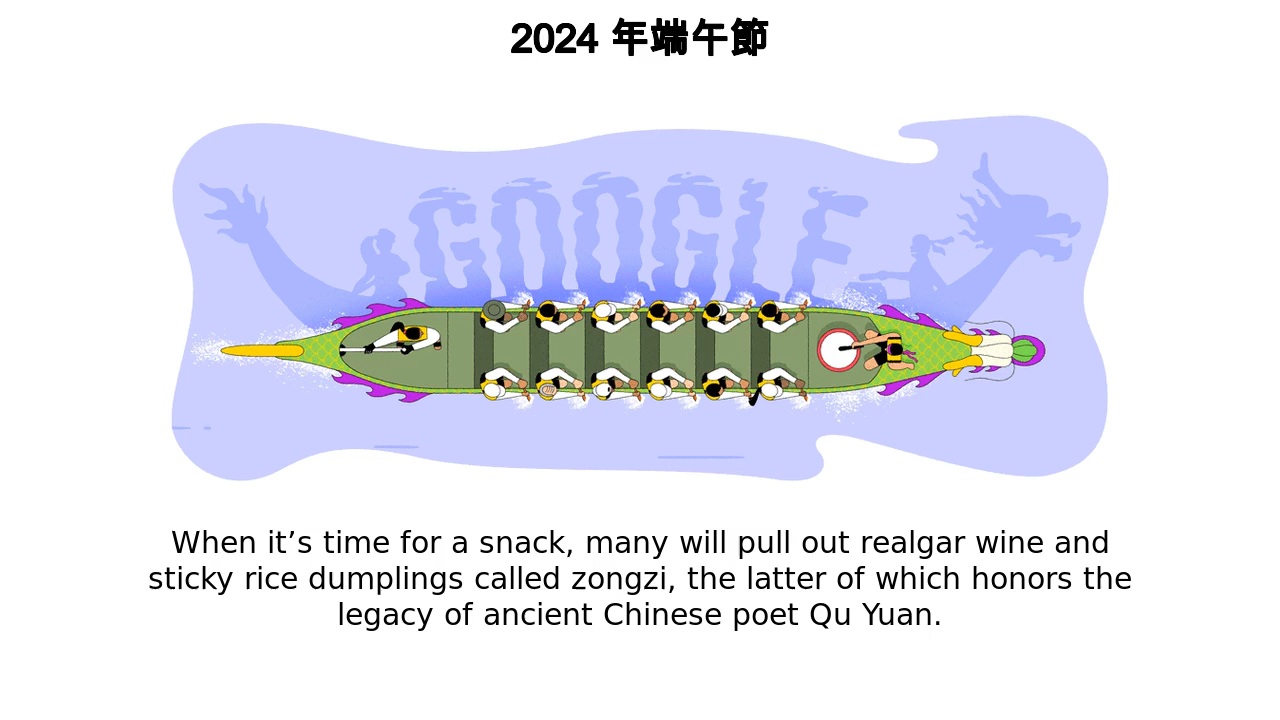 2024 年端午節
GOOGLE
When it’s time for a snack, many will pull out realgar wine and
sticky rice dumplings called zongzi, the latter of which honors the
legacy of ancient Chinese poet Qu Yuan.